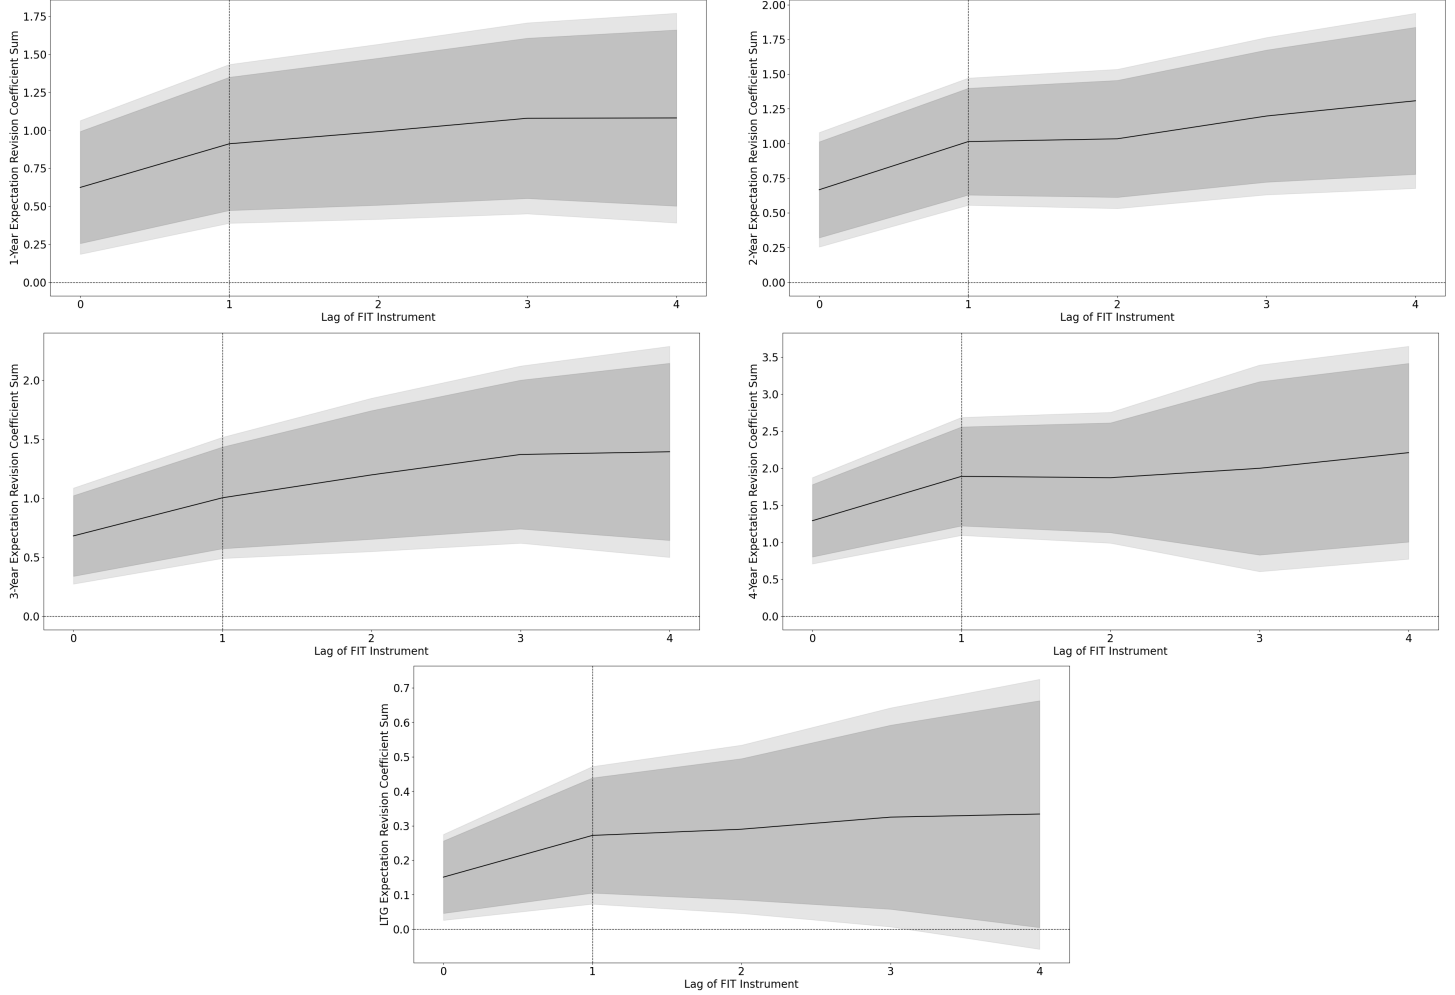 1-Year Expectation Revision Coefficient Sum
1.75
1.50
1.25
1.00
0.75
0.50
0.25
0.00
0 1 2 3 4
Lag of FIT Instrument
2-Year Expectation Revision Coefficient Sum
2.00
1.75
1.50
1.25
1.00
0.75
0.50
0.25
0.00
0 1 2 3 4
Lag of FIT Instrument
3-Year Expectation Revision Coefficient Sum
2.0
1.5
1.0
0.5
0.0
0 1 2 3 4
Lag of FIT Instrument
4-Year Expectation Revision Coefficient Sum
3.5
3.0
2.5
2.0
1.5
1.0
0.5
0.0
0 1 2 3 4
Lag of FIT Instrument
LTG Expectation Revision Coefficient Sum
0.7
0.6
0.5
0.4
0.3
0.2
0.1
0.0
0 1 2 3 4
Lag of FIT Instrument